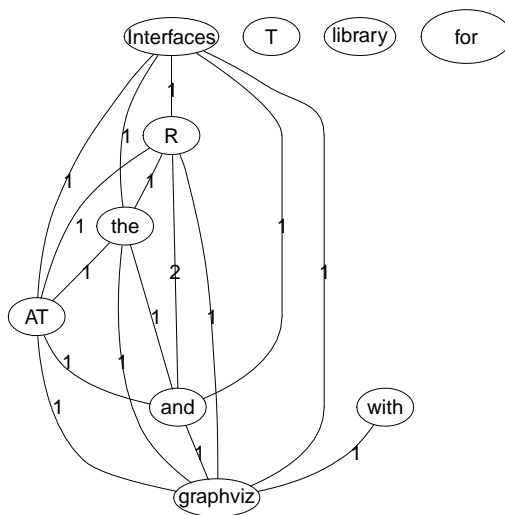 Interfaces T library for
1
R
1 1
1
1 1
the
1 2 1 1
AT
1 1
1 1
and with
1 1
graphviz